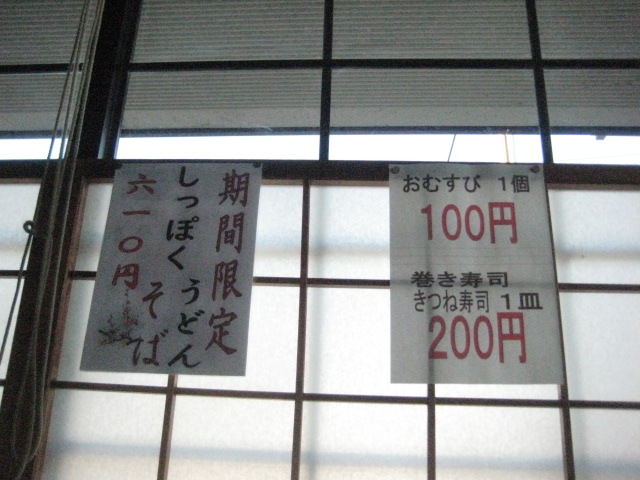 期間限定
しっぽくうどん
そば
六一〇円
おむすび 1個
100円
巻き寿司
きつね寿司 1皿
200円